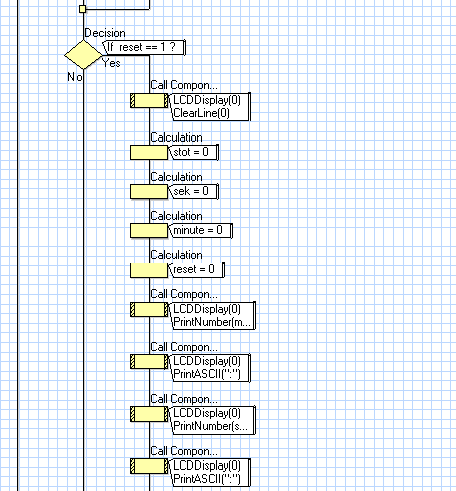 Decision
If reset == 1 ?
Yes
No
Call Compon...
LCDDisplay(0)
ClearLine(0)
Calculation
stot = 0
Calculation
sek = 0
Calculation
minute = 0
Calculation
reset = 0
Call Compon...
LCDDisplay(0)
PrintNumber(m...
Call Compon...
LCDDisplay(0)
PrintASCII(":")
Call Compon...
LCDDisplay(0)
PrintNumber(s...
Call Compon...
LCDDisplay(0)
PrintASCII(":")